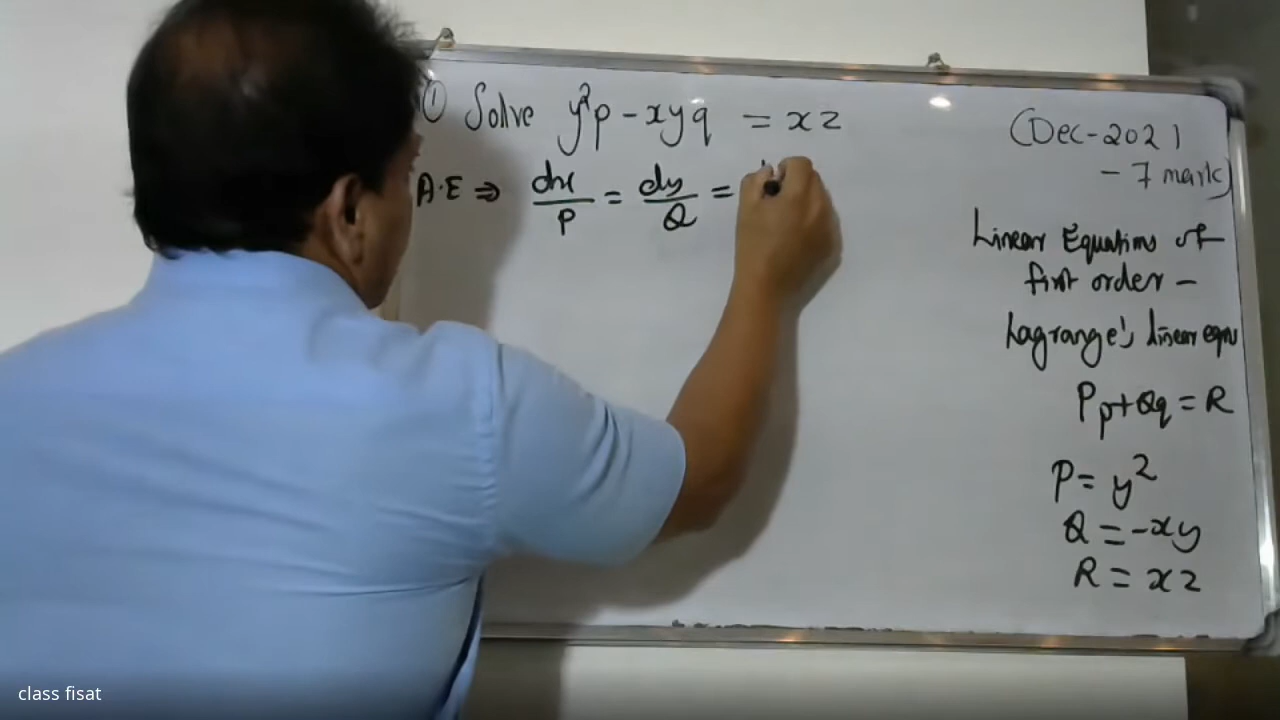 ① Solve y²p - xyq = xz
(Dec-2021
- 7 mark)
A.E ⇒ dx/P = dy/Q =
Linear Equations of
first order -
Lagrange's linear eqn
Pp+Qq = R
P = y²
Q = -xy
R = xz
class fisat